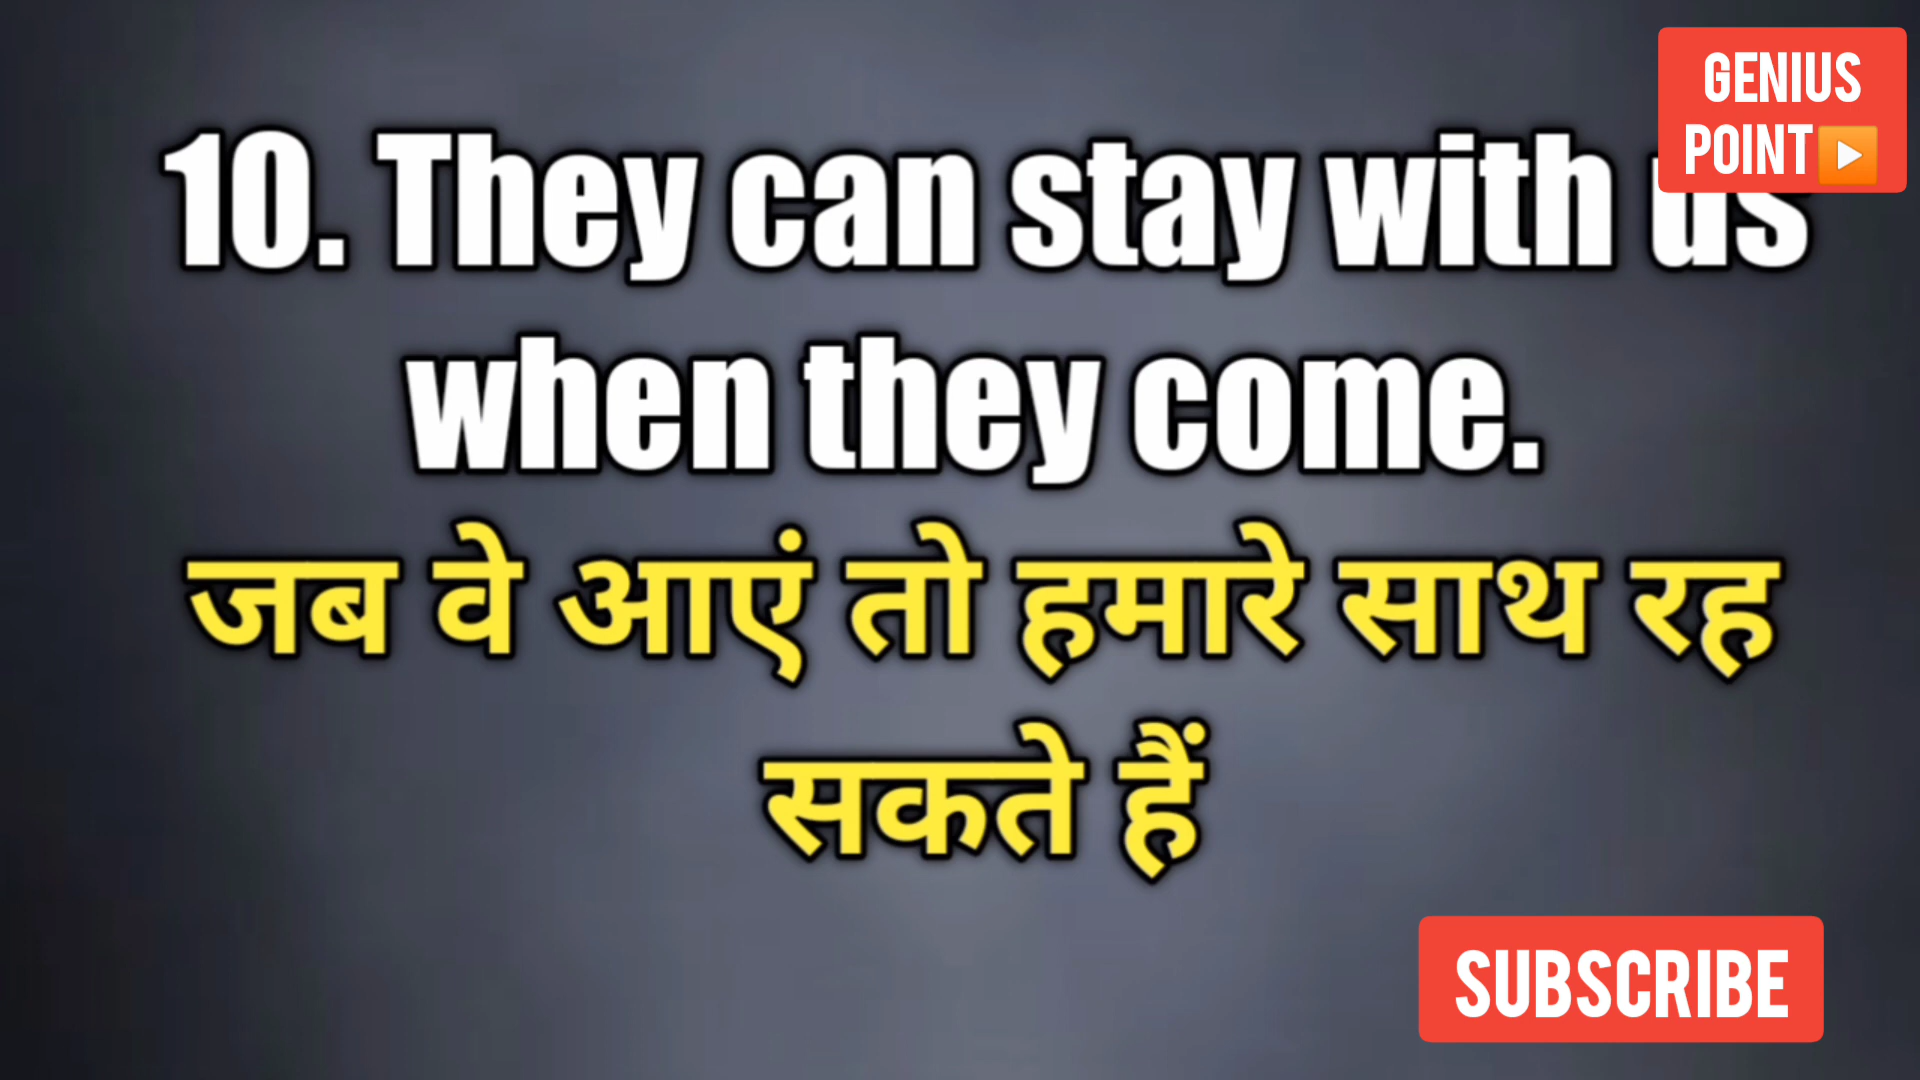 GENIUS
POINT
10. They can stay with us
when they come.
जब वे आएं तो हमारे साथ रह
सकते हैं
SUBSCRIBE